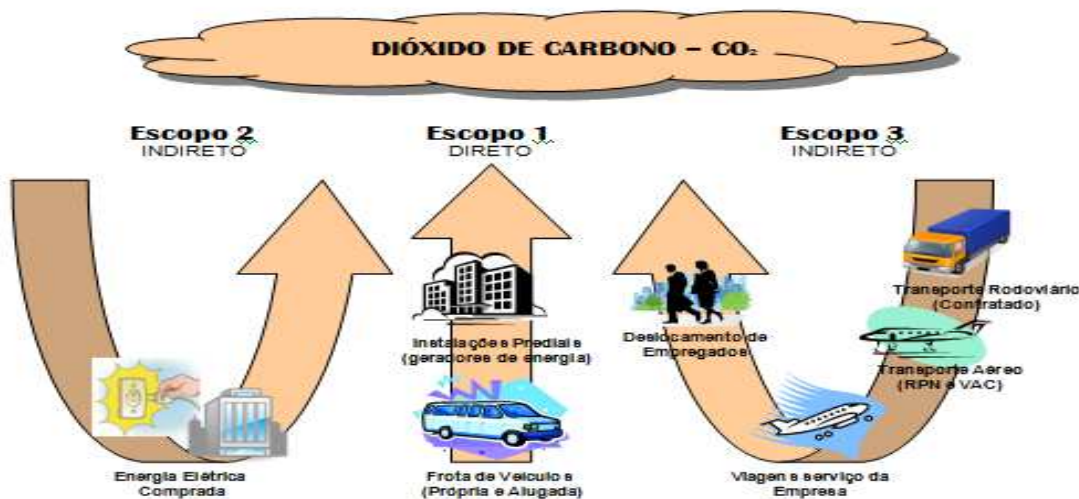 DIÓXIDO DE CARBONO – CO₂
Escopo 2
INDIRETO
Escopo 1
DIRETO
Escopo 3
INDIRETO
Transporte Rodoviário
(Contratado)
Instalações Prediais
(geradores de energia)
Deslocamento de
Empregados
Transporte Aéreo
(RPN e VAC)
Energia Elétrica
Comprada
Frota de Veículos
(Própria e Alugada)
Viagens serviço da
Empresa